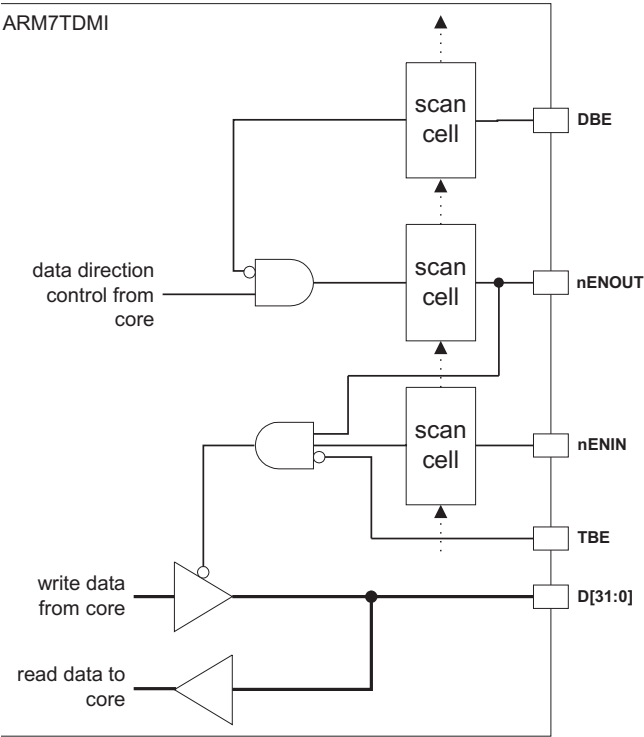 ARM7TDMI
scan
cell
DBE
data direction
control from
core
scan
cell
nENOUT
scan
cell
nENIN
TBE
write data
from core
D[31:0]
read data to
core